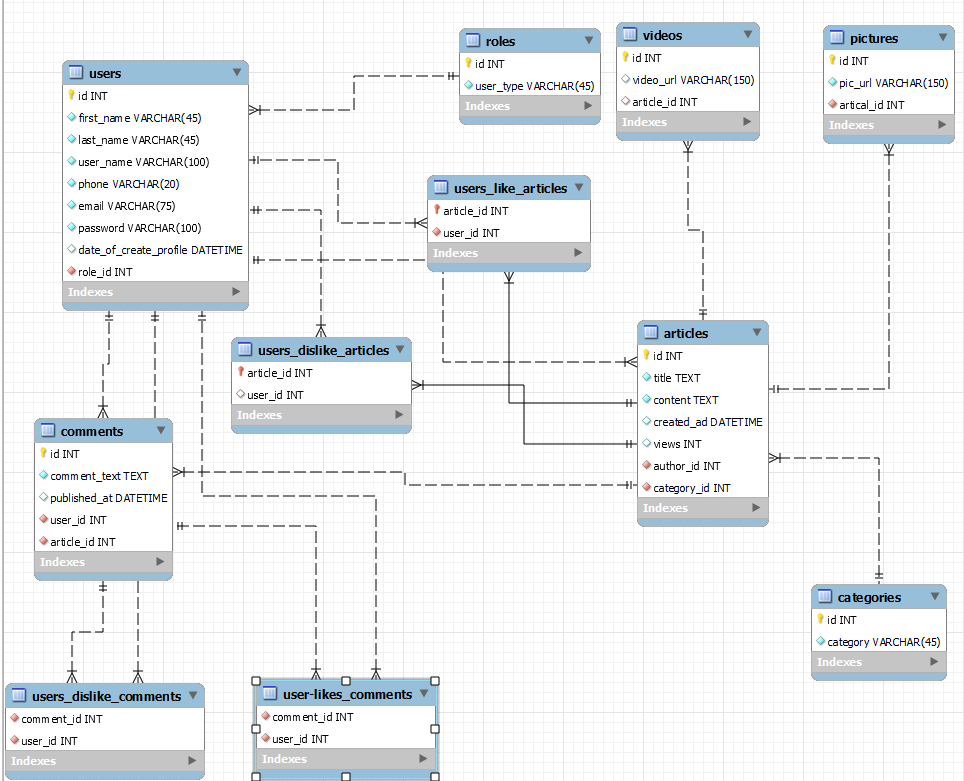 users
id INT
first_name VARCHAR(45)
last_name VARCHAR(45)
user_name VARCHAR(100)
phone VARCHAR(20)
email VARCHAR(75)
password VARCHAR(100)
date_of_create_profile DATETIME
role_id INT
Indexes
roles
id INT
user_type VARCHAR(45)
Indexes
videos
id INT
video_url VARCHAR(150)
article_id INT
Indexes
pictures
id INT
pic_url VARCHAR(150)
artical_id INT
Indexes
users_like_articles
article_id INT
user_id INT
Indexes
users_dislike_articles
article_id INT
user_id INT
Indexes
articles
id INT
title TEXT
content TEXT
created_ad DATETIME
views INT
author_id INT
category_id INT
Indexes
comments
id INT
comment_text TEXT
published_at DATETIME
user_id INT
article_id INT
Indexes
categories
id INT
category VARCHAR(45)
Indexes
users_dislike_comments
comment_id INT
user_id INT
Indexes
user-likes_comments
comment_id INT
user_id INT
Indexes